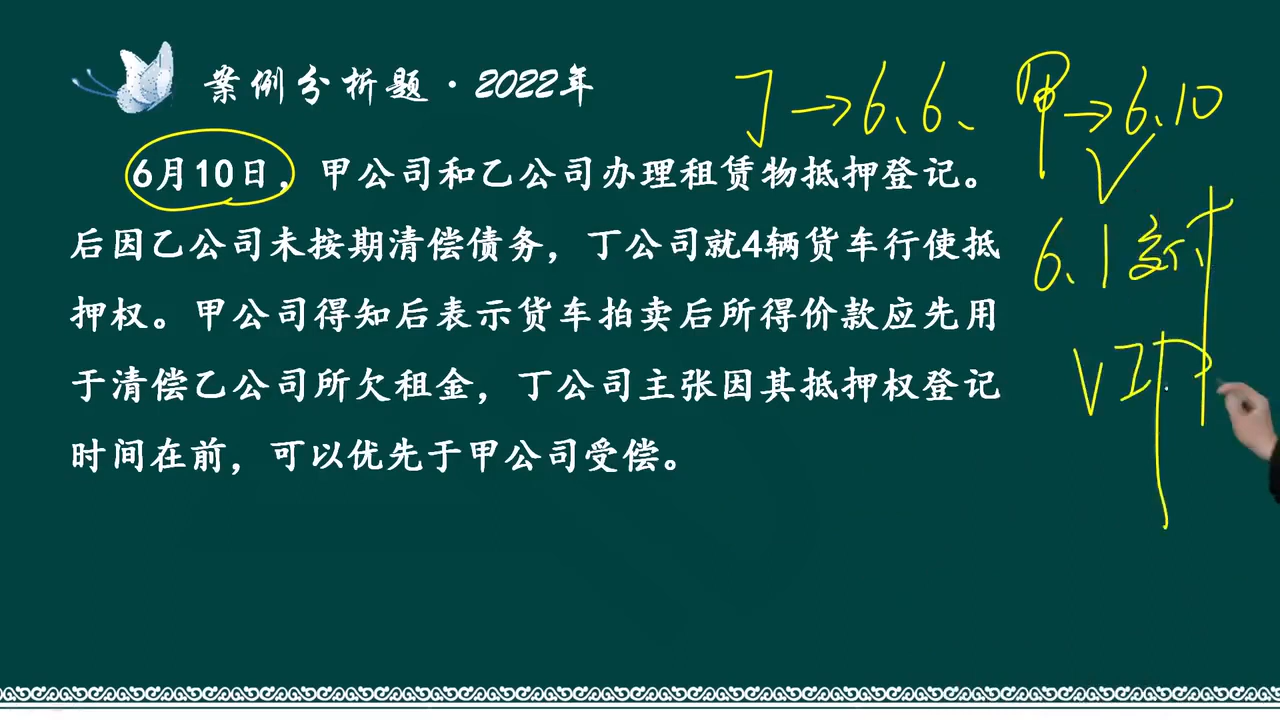 案例分析题·2022年
丁→6、6、 甲→6、10
6月10日，甲公司和乙公司办理租赁物抵押登记。
后因乙公司未按期清偿债务，丁公司就4辆货车行使抵
6、1交付
押权。甲公司得知后表示货车拍卖后所得价款应先用
于清偿乙公司所欠租金，丁公司主张因其抵押权登记
VIP
时间在前，可以优先于甲公司受偿。